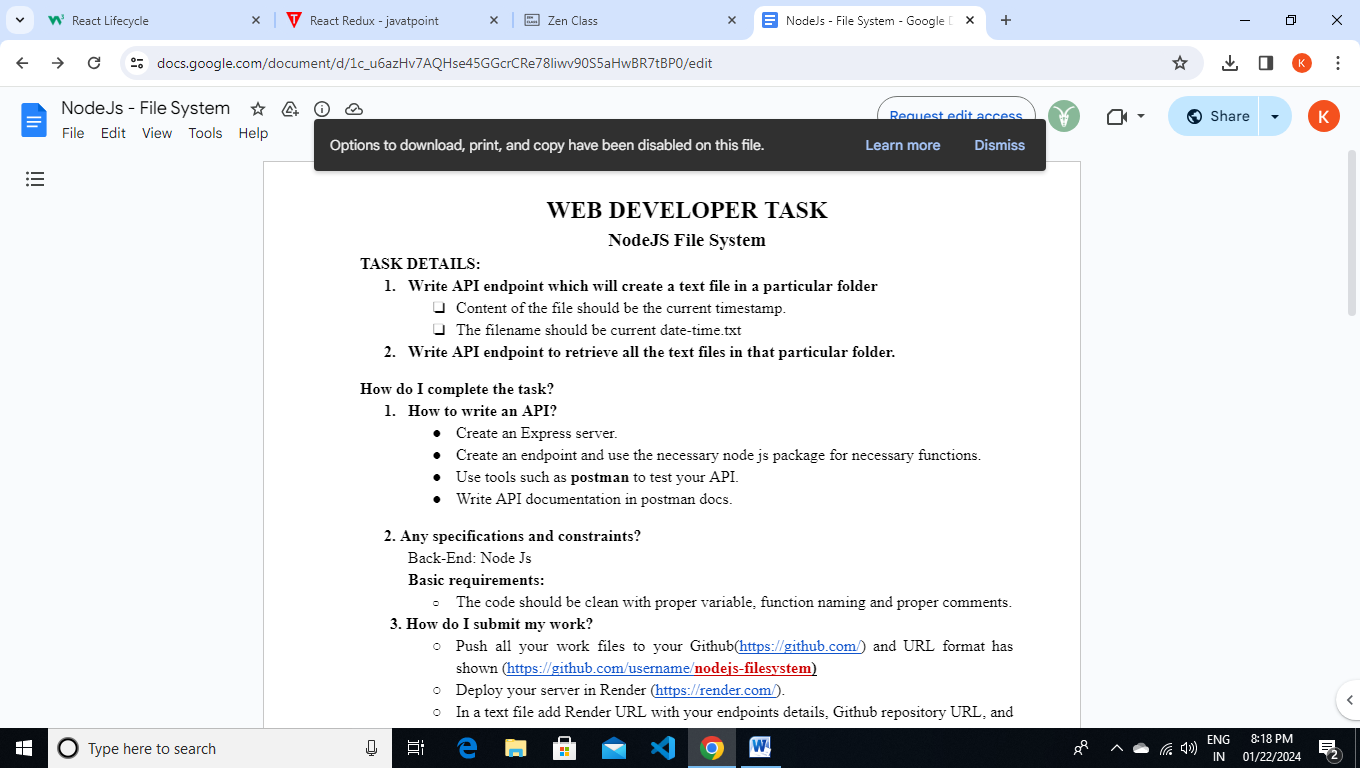 React Lifecycle
React Redux - javatpoint
Zen Class
NodeJs - File System - Google D
docs.google.com/document/d/1c_u6azHv7AQHse45GGcrCRe78Iiwv90S5aHwBR7tBP0/edit
K
NodeJs - File System
File Edit View Tools Help
Request edit access
Share
K
Options to download, print, and copy have been disabled on this file. Learn more Dismiss
WEB DEVELOPER TASK
NodeJS File System
TASK DETAILS:
1. Write API endpoint which will create a text file in a particular folder
❏ Content of the file should be the current timestamp.
❏ The filename should be current date-time.txt
2. Write API endpoint to retrieve all the text files in that particular folder.
How do I complete the task?
1. How to write an API?
● Create an Express server.
● Create an endpoint and use the necessary node js package for necessary functions.
● Use tools such as postman to test your API.
● Write API documentation in postman docs.
2. Any specifications and constraints?
Back-End: Node Js
Basic requirements:
○ The code should be clean with proper variable, function naming and proper comments.
3. How do I submit my work?
○ Push all your work files to your Github(https://github.com/) and URL format has
shown (https://github.com/username/nodejs-filesystem)
○ Deploy your server in Render (https://render.com/).
○ In a text file add Render URL with your endpoints details, Github repository URL, and
Type here to search
ENG
IN
8:18 PM
01/22/2024
2